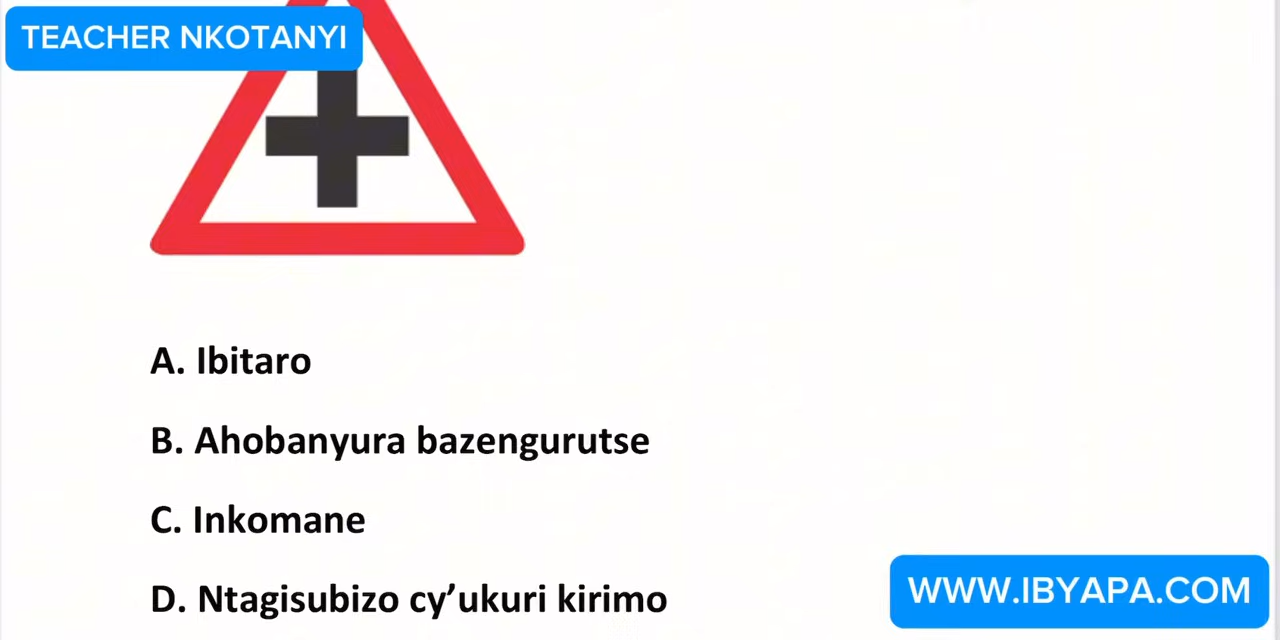 TEACHER NKOTANYI
A. Ibitaro
B. Ahobanyura bazengurutse
C. Inkomane
D. Ntagisubizo cy’ukuri kirimo
WWW.IBYAPA.COM